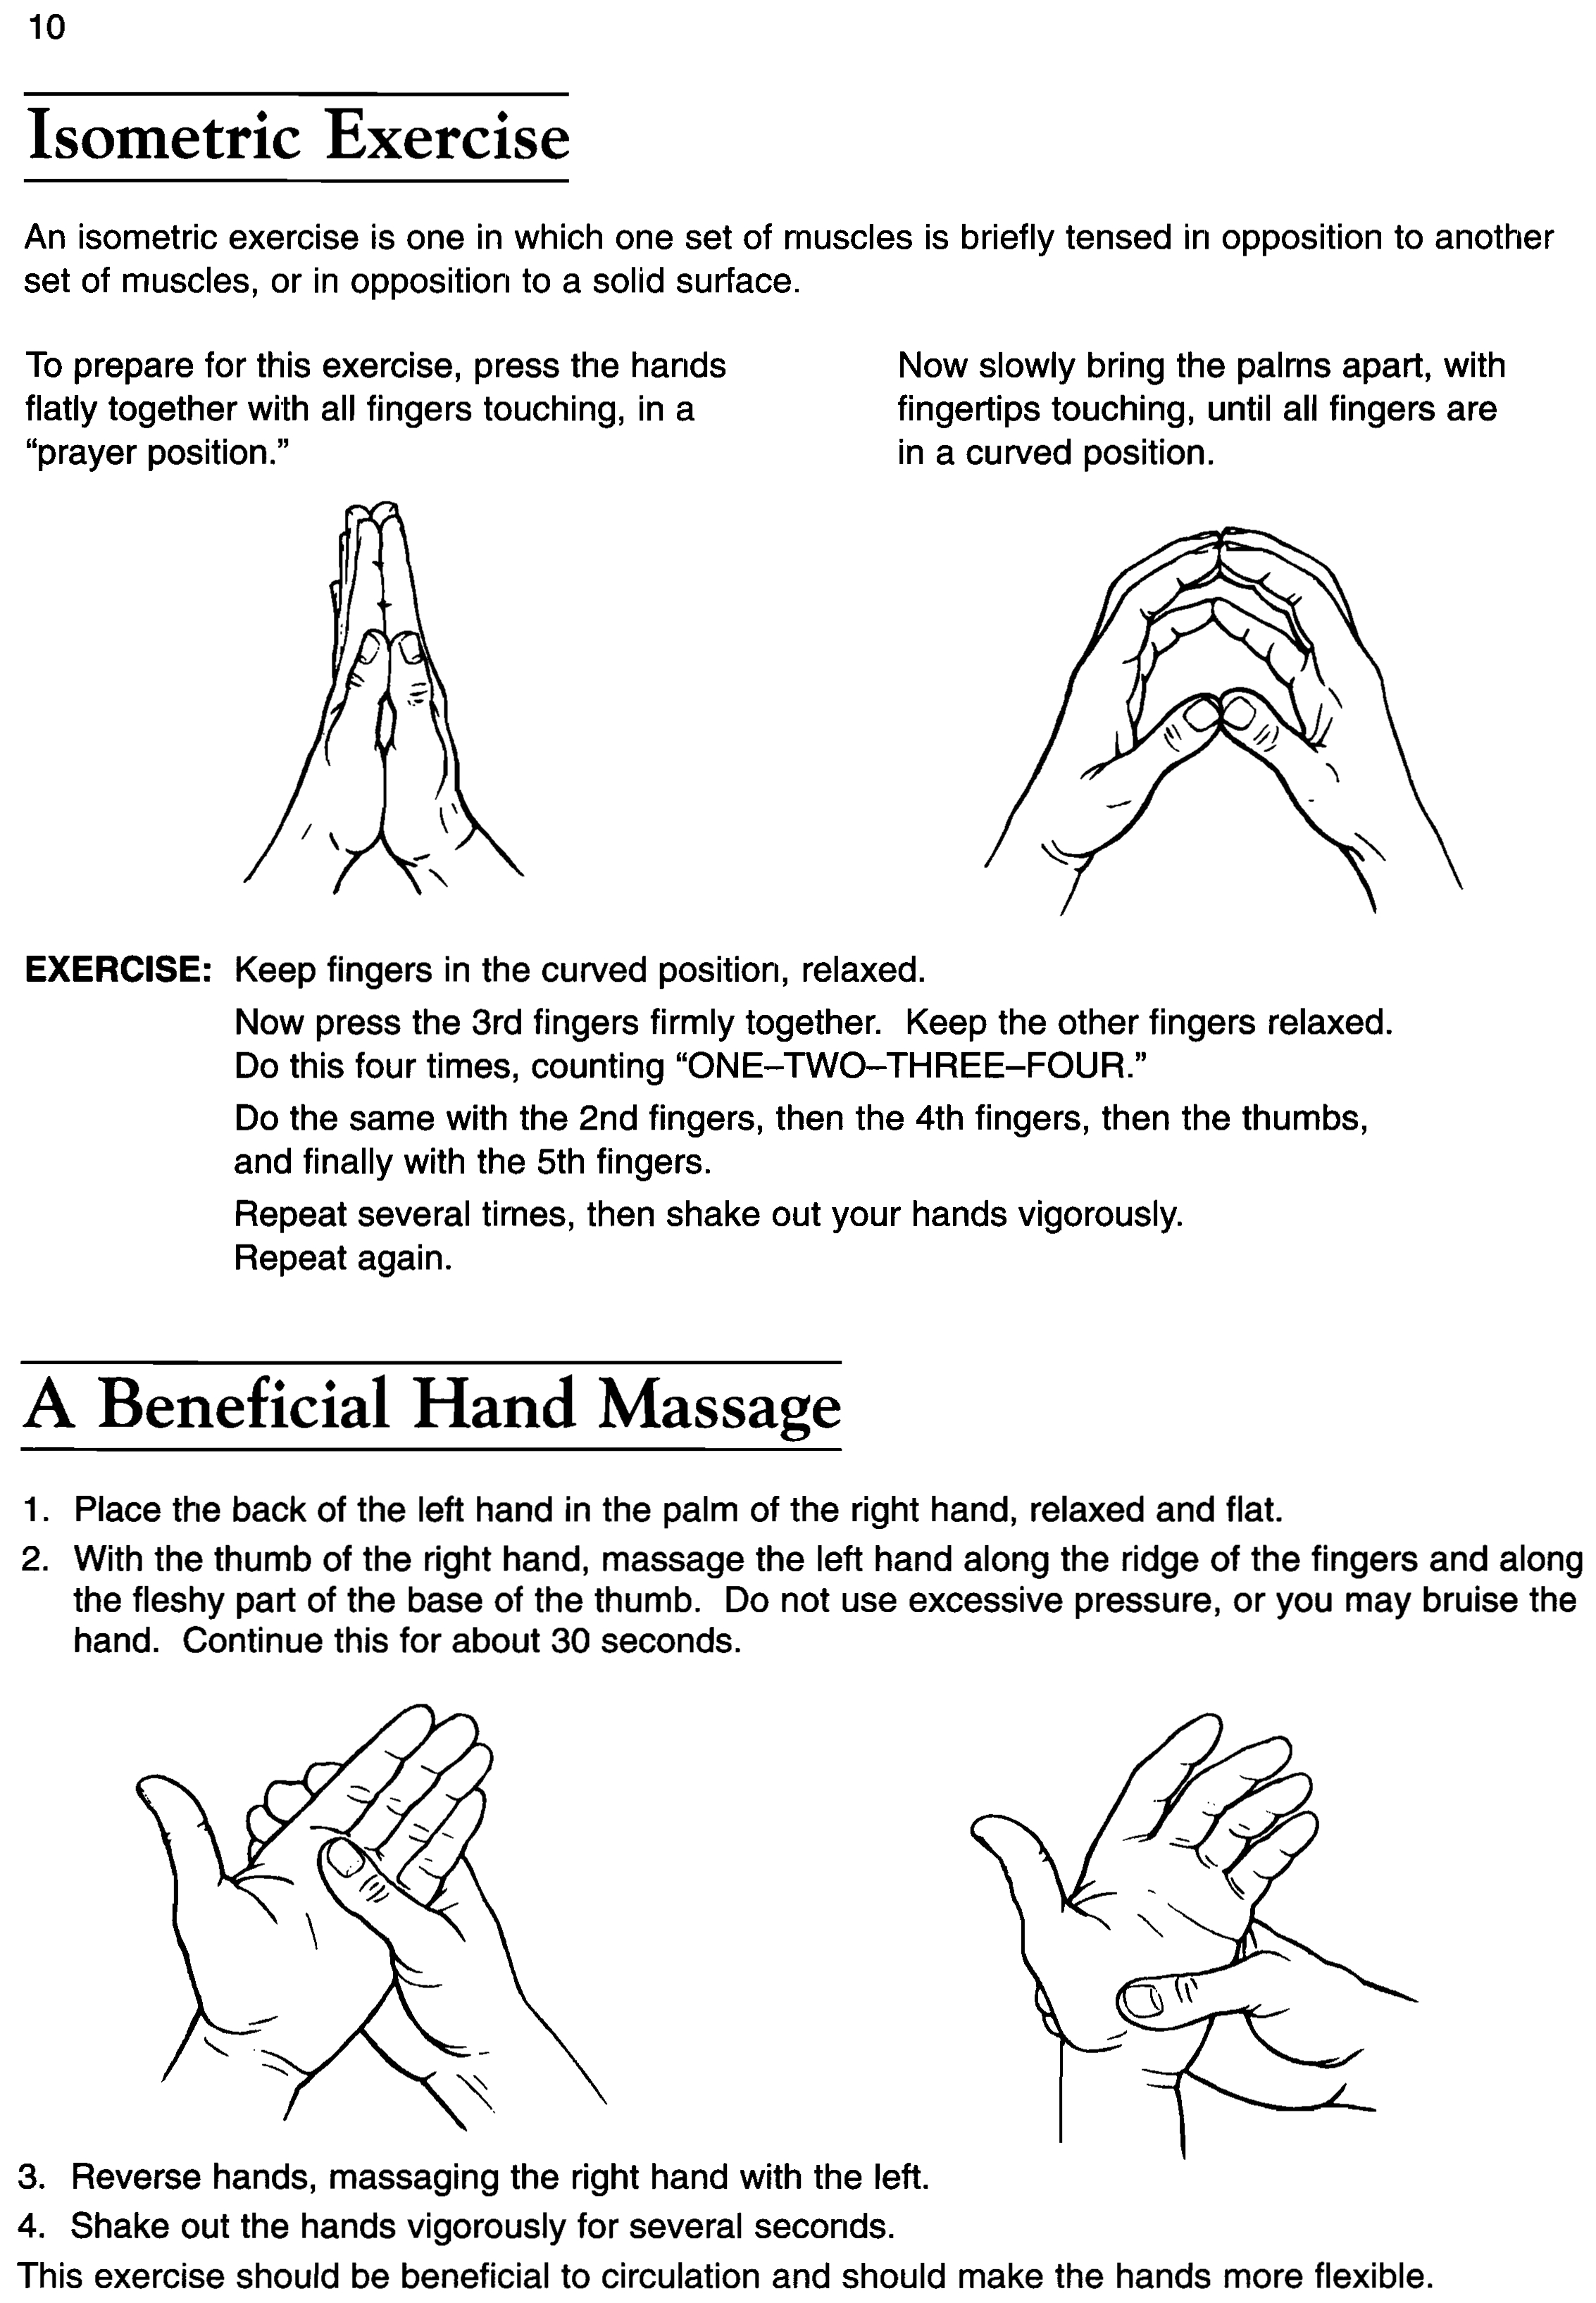 10
Isometric Exercise
An isometric exercise is one in which one set of muscles is briefly tensed in opposition to another
set of muscles, or in opposition to a solid surface.
To prepare for this exercise, press the hands
flatly together with all fingers touching, in a
“prayer position.”
Now slowly bring the palms apart, with
fingertips touching, until all fingers are
in a curved position.
EXERCISE: Keep fingers in the curved position, relaxed.
Now press the 3rd fingers firmly together. Keep the other fingers relaxed.
Do this four times, counting “ONE–TWO–THREE–FOUR.”
Do the same with the 2nd fingers, then the 4th fingers, then the thumbs,
and finally with the 5th fingers.
Repeat several times, then shake out your hands vigorously.
Repeat again.
A Beneficial Hand Massage
1. Place the back of the left hand in the palm of the right hand, relaxed and flat.
2. With the thumb of the right hand, massage the left hand along the ridge of the fingers and along
the fleshy part of the base of the thumb. Do not use excessive pressure, or you may bruise the
hand. Continue this for about 30 seconds.
3. Reverse hands, massaging the right hand with the left.
4. Shake out the hands vigorously for several seconds.
This exercise should be beneficial to circulation and should make the hands more flexible.